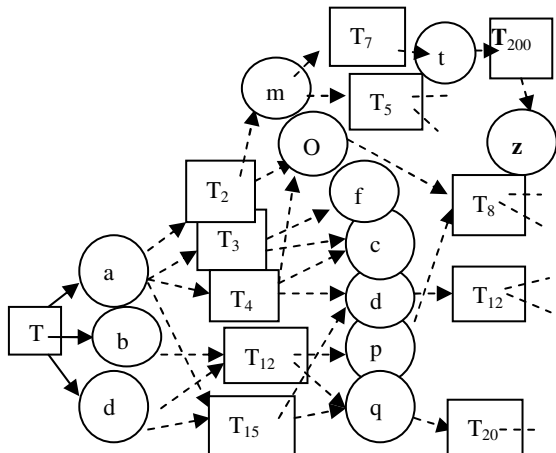 T₇
t
T₂₀₀
m
T₅
O
z
T₂
f
T₈
T₃
c
a
T₄
d
T₁₂
T
b
T₁₂
p
d
T₁₅
q
T₂₀